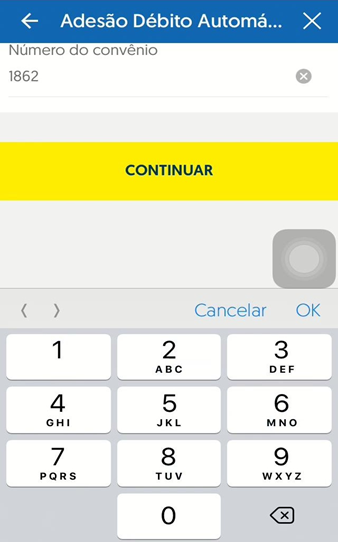 Adesão Débito Automá...
Número do convênio
1862
CONTINUAR
Cancelar OK
1 2 3
ABC DEF
4 5 6
GHI JKL MNO
7 8 9
PQRS TUV WXYZ
0